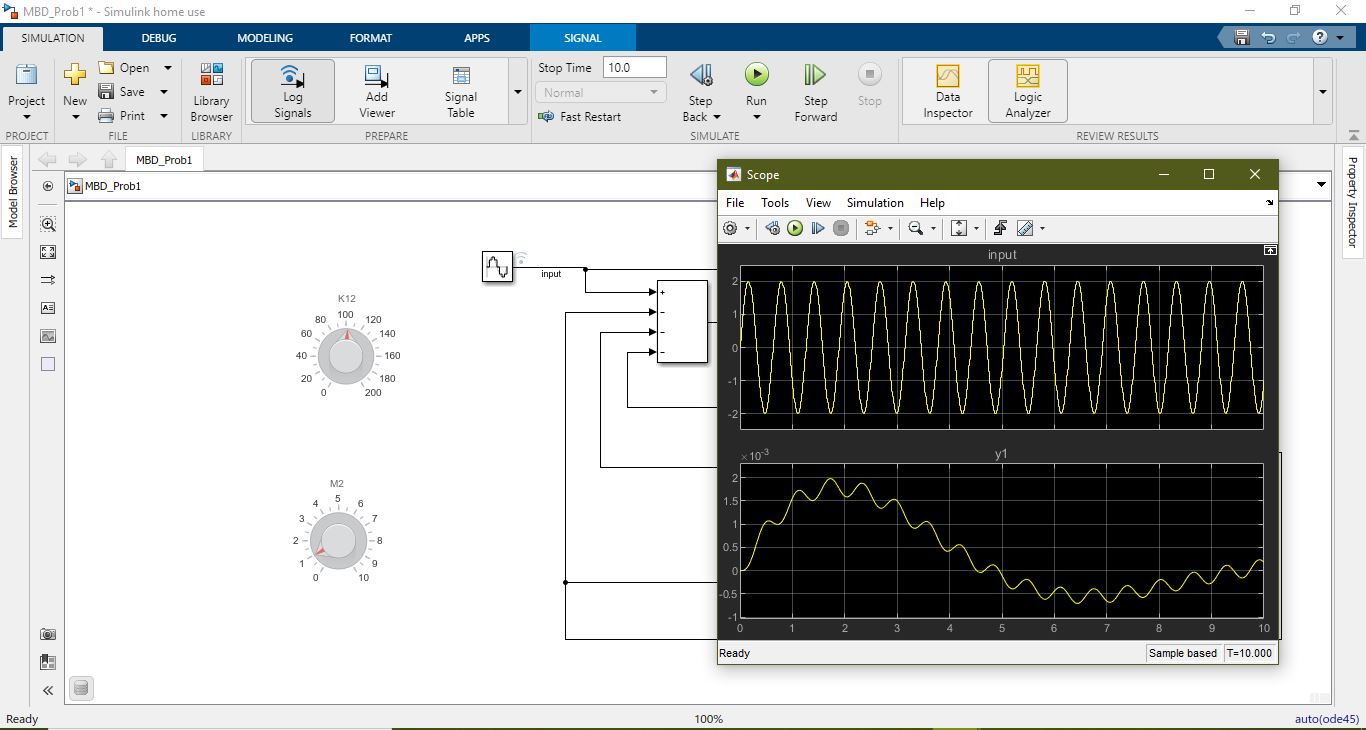 MBD_Prob1 * - Simulink home use
SIMULATION DEBUG MODELING FORMAT APPS SIGNAL
Project
New
Open
Save
Print
Library Browser
Log Signals
Add Viewer
Signal Table
Stop Time 10.0
Normal
Fast Restart
Step Back
Run
Step Forward
Stop
Data Inspector
Logic Analyzer
PROJECT FILE LIBRARY PREPARE SIMULATE REVIEW RESULTS
Model Browser
MBD_Prob1
MBD_Prob1
Property Inspector
input
+
−
−
−
K12
0 20 40 60 80 100 120 140 160 180 200
M2
0 1 2 3 4 5 6 7 8 9 10
Scope
File Tools View Simulation Help
input
2
1
0
-1
-2
y1
×10-3
2
1.5
1
0.5
0
-0.5
-1
0 1 2 3 4 5 6 7 8 9 10
Ready Sample based T=10.000
Ready 100% auto(ode45)